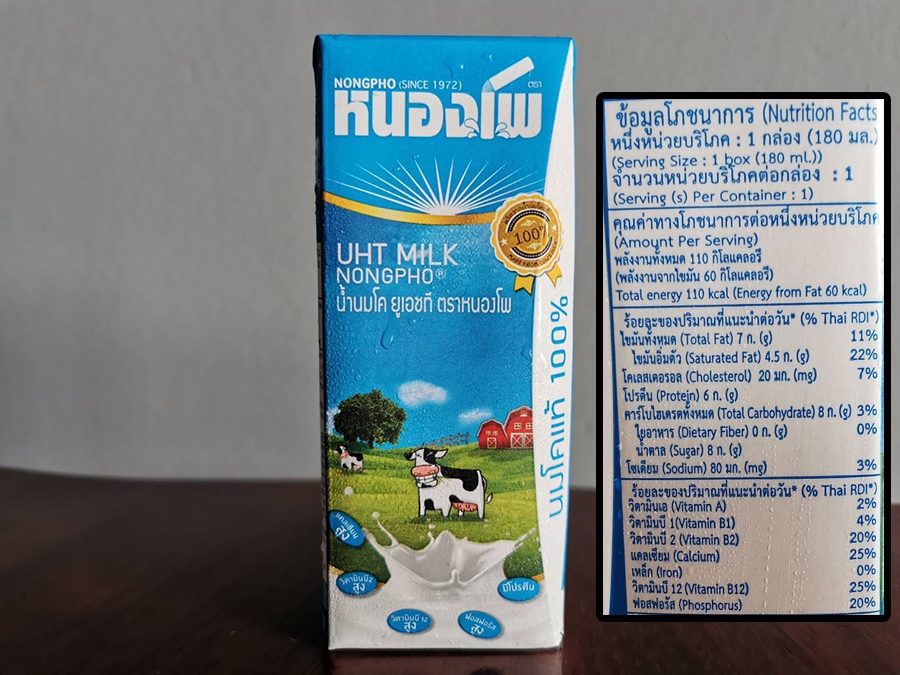 NONGPHO (SINCE 1972)
ตรา
หนองโพ
100%
UHT MILK
NONGPHO®
น้ำนมโค ยูเอชที ตราหนองโพ
นมโคแท้ 100%
แคลเซียม
สูง
วิตามินบี2
สูง
วิตามินบี 12
สูง
ฟอสฟอรัส
สูง
มีโปรตีน
ข้อมูลโภชนาการ (Nutrition Facts
หนึ่งหน่วยบริโภค : 1 กล่อง (180 มล.)
(Serving Size : 1 box (180 ml.))
จำนวนหน่วยบริโภคต่อกล่อง : 1
(Serving (s) Per Container : 1)
คุณค่าทางโภชนาการต่อหนึ่งหน่วยบริโภค
(Amount Per Serving)
พลังงานทั้งหมด 110 กิโลแคลอรี
(พลังงานจากไขมัน 60 กิโลแคลอรี)
Total energy 110 kcal (Energy from Fat 60 kcal)
ร้อยละของปริมาณที่แนะนำต่อวัน* (% Thai RDI*)
ไขมันทั้งหมด (Total Fat) 7 ก. (g) 11%
ไขมันอิ่มตัว (Saturated Fat) 4.5 ก. (g) 22%
โคเลสเตอรอล (Cholesterol) 20 มก. (mg) 7%
โปรตีน (Protein) 6 ก. (g)
คาร์โบไฮเดรตทั้งหมด (Total Carbohydrate) 8 ก. (g) 3%
ใยอาหาร (Dietary Fiber) 0 ก. (g) 0%
น้ำตาล (Sugar) 8 ก. (g)
โซเดียม (Sodium) 80 มก. (mg) 3%
ร้อยละของปริมาณที่แนะนำต่อวัน* (% Thai RDI*)
วิตามินเอ (Vitamin A) 2%
วิตามินบี 1 (Vitamin B1) 4%
วิตามินบี 2 (Vitamin B2) 20%
แคลเซียม (Calcium) 25%
เหล็ก (Iron) 0%
วิตามินบี 12 (Vitamin B12) 25%
ฟอสฟอรัส (Phosphorus) 20%